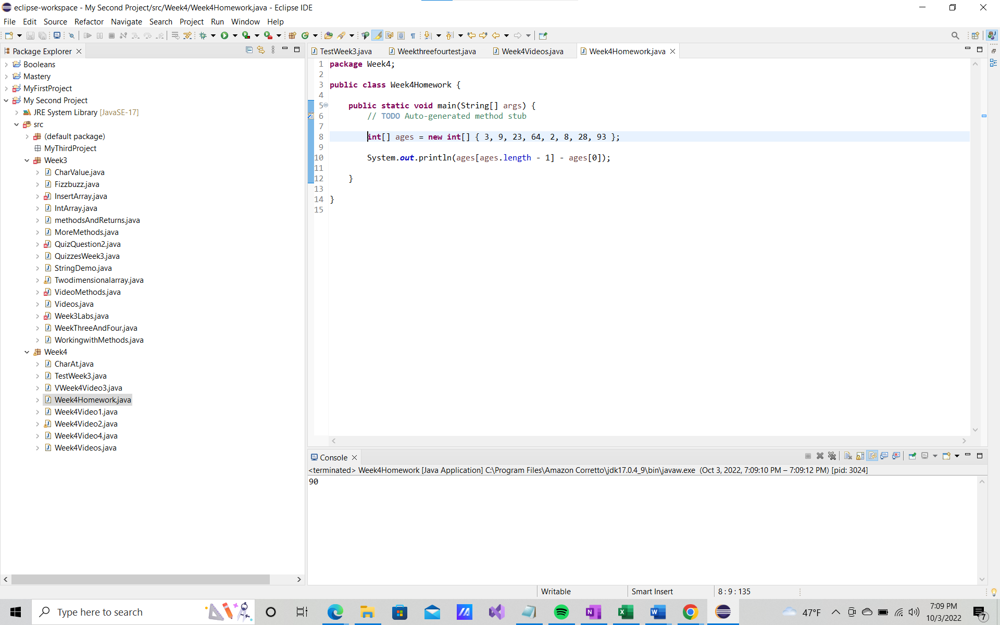 eclipse-workspace - My Second Project/src/Week4/Week4Homework.java - Eclipse IDE
File Edit Source Refactor Navigate Search Project Run Window Help
Package Explorer
Booleans
Mastery
MyFirstProject
My Second Project
JRE System Library [JavaSE-17]
src
(default package)
MyThirdProject
Week3
CharValue.java
Fizzbuzz.java
InsertArray.java
IntArray.java
methodsAndReturns.java
MoreMethods.java
QuizQuestion2.java
QuizzesWeek3.java
StringDemo.java
Twodimensionalarray.java
VideoMethods.java
Videos.java
Week3Labs.java
WeekThreeAndFour.java
WorkingwithMethods.java
Week4
CharAt.java
TestWeek3.java
VWeek4Video3.java
Week4Homework.java
Week4Video1.java
Week4Video2.java
Week4Video4.java
Week4Videos.java
TestWeek3.java Weekthreefourtest.java Week4Videos.java Week4Homework.java
1 package Week4;
2
3 public class Week4Homework {
4
5 public static void main(String[] args) {
6 // TODO Auto-generated method stub
7
8 int[] ages = new int[] { 3, 9, 23, 64, 2, 8, 28, 93 };
9
10 System.out.println(ages[ages.length - 1] - ages[0]);
11
12 }
13
14 }
15
Console
<terminated> Week4Homework [Java Application] C:\Program Files\Amazon Corretto\jdk17.0.4_9\bin\javaw.exe (Oct 3, 2022, 7:09:10 PM – 7:09:12 PM) [pid: 3024]
90
Writable Smart Insert 8 : 9 : 135
Type here to search
47°F
7:09 PM
10/3/2022
7